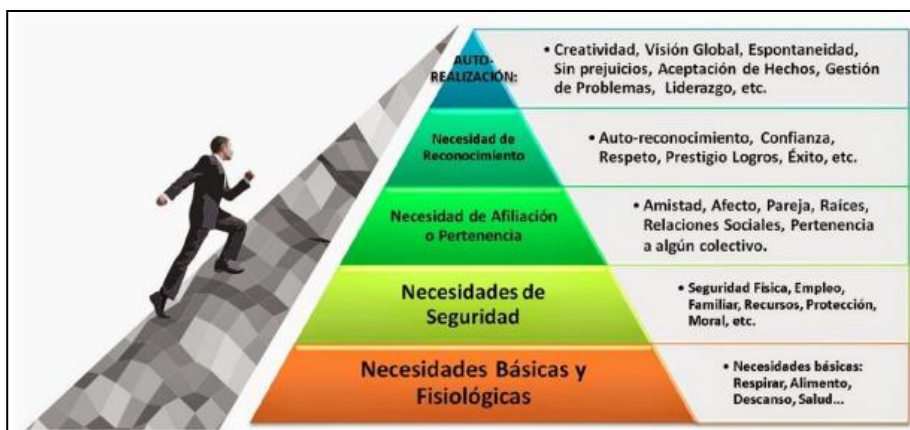 AUTO-
REALIZACIÓN:
• Creatividad, Visión Global, Espontaneidad,
Sin prejuicios, Aceptación de Hechos, Gestión
de Problemas, Liderazgo, etc.
Necesidad de
Reconocimiento
• Auto-reconocimiento, Confianza,
Respeto, Prestigio Logros, Éxito, etc.
Necesidad de Afiliación
o Pertenencia
• Amistad, Afecto, Pareja, Raíces,
Relaciones Sociales, Pertenencia
a algún colectivo.
Necesidades de
Seguridad
• Seguridad Física, Empleo,
Familiar, Recursos, Protección,
Moral, etc.
Necesidades Básicas y
Fisiológicas
• Necesidades básicas:
Respirar, Alimento,
Descanso, Salud...